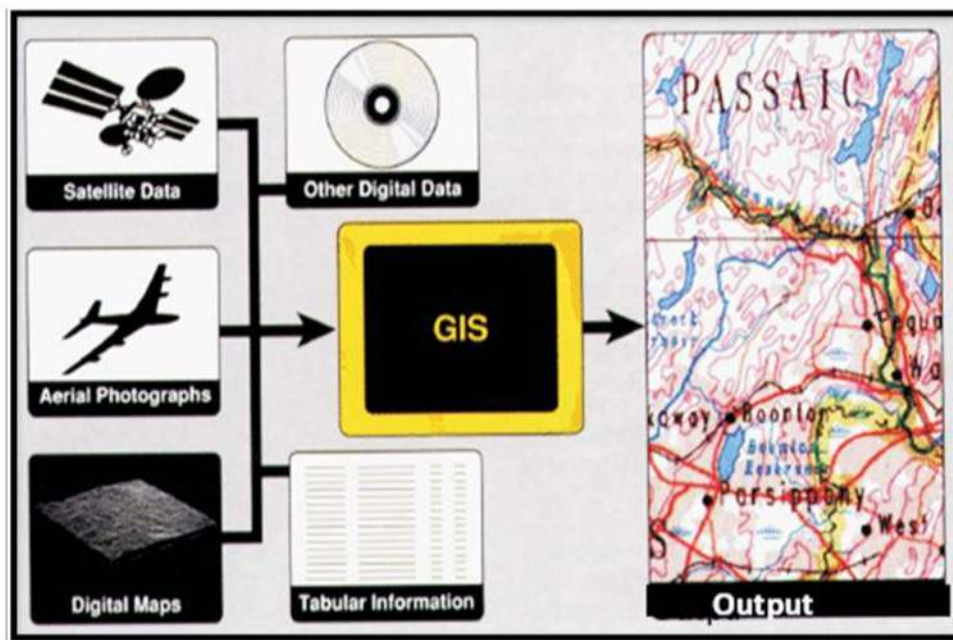 Satellite Data
Other Digital Data
Aerial Photographs
GIS
Digital Maps
Tabular Information
PASSAIC
Boonton
Parsippany
West
Output